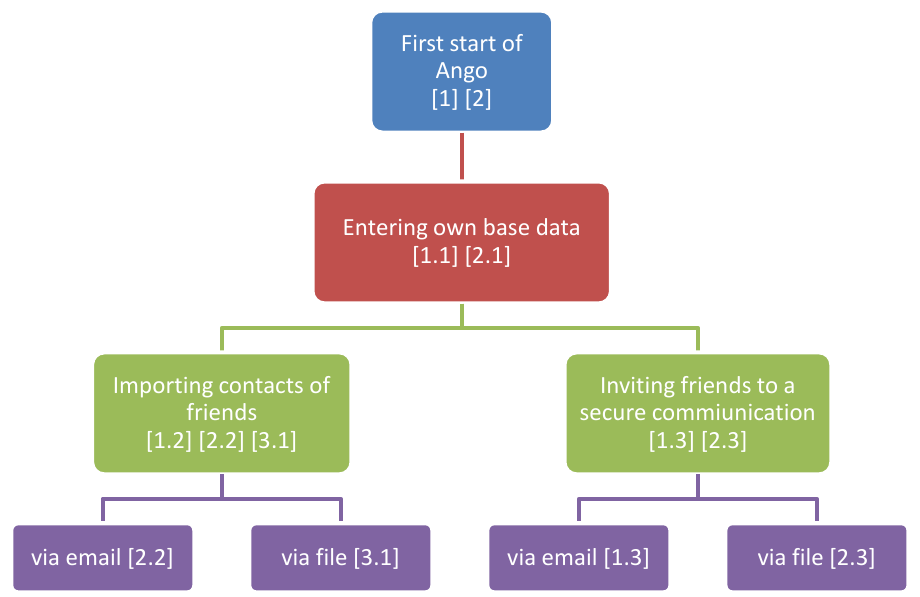 First start of
Ango
[1] [2]
Entering own base data
[1.1] [2.1]
Importing contacts of
friends
[1.2] [2.2] [3.1]
Inviting friends to a
secure commiunication
[1.3] [2.3]
via email [2.2]
via file [3.1]
via email [1.3]
via file [2.3]